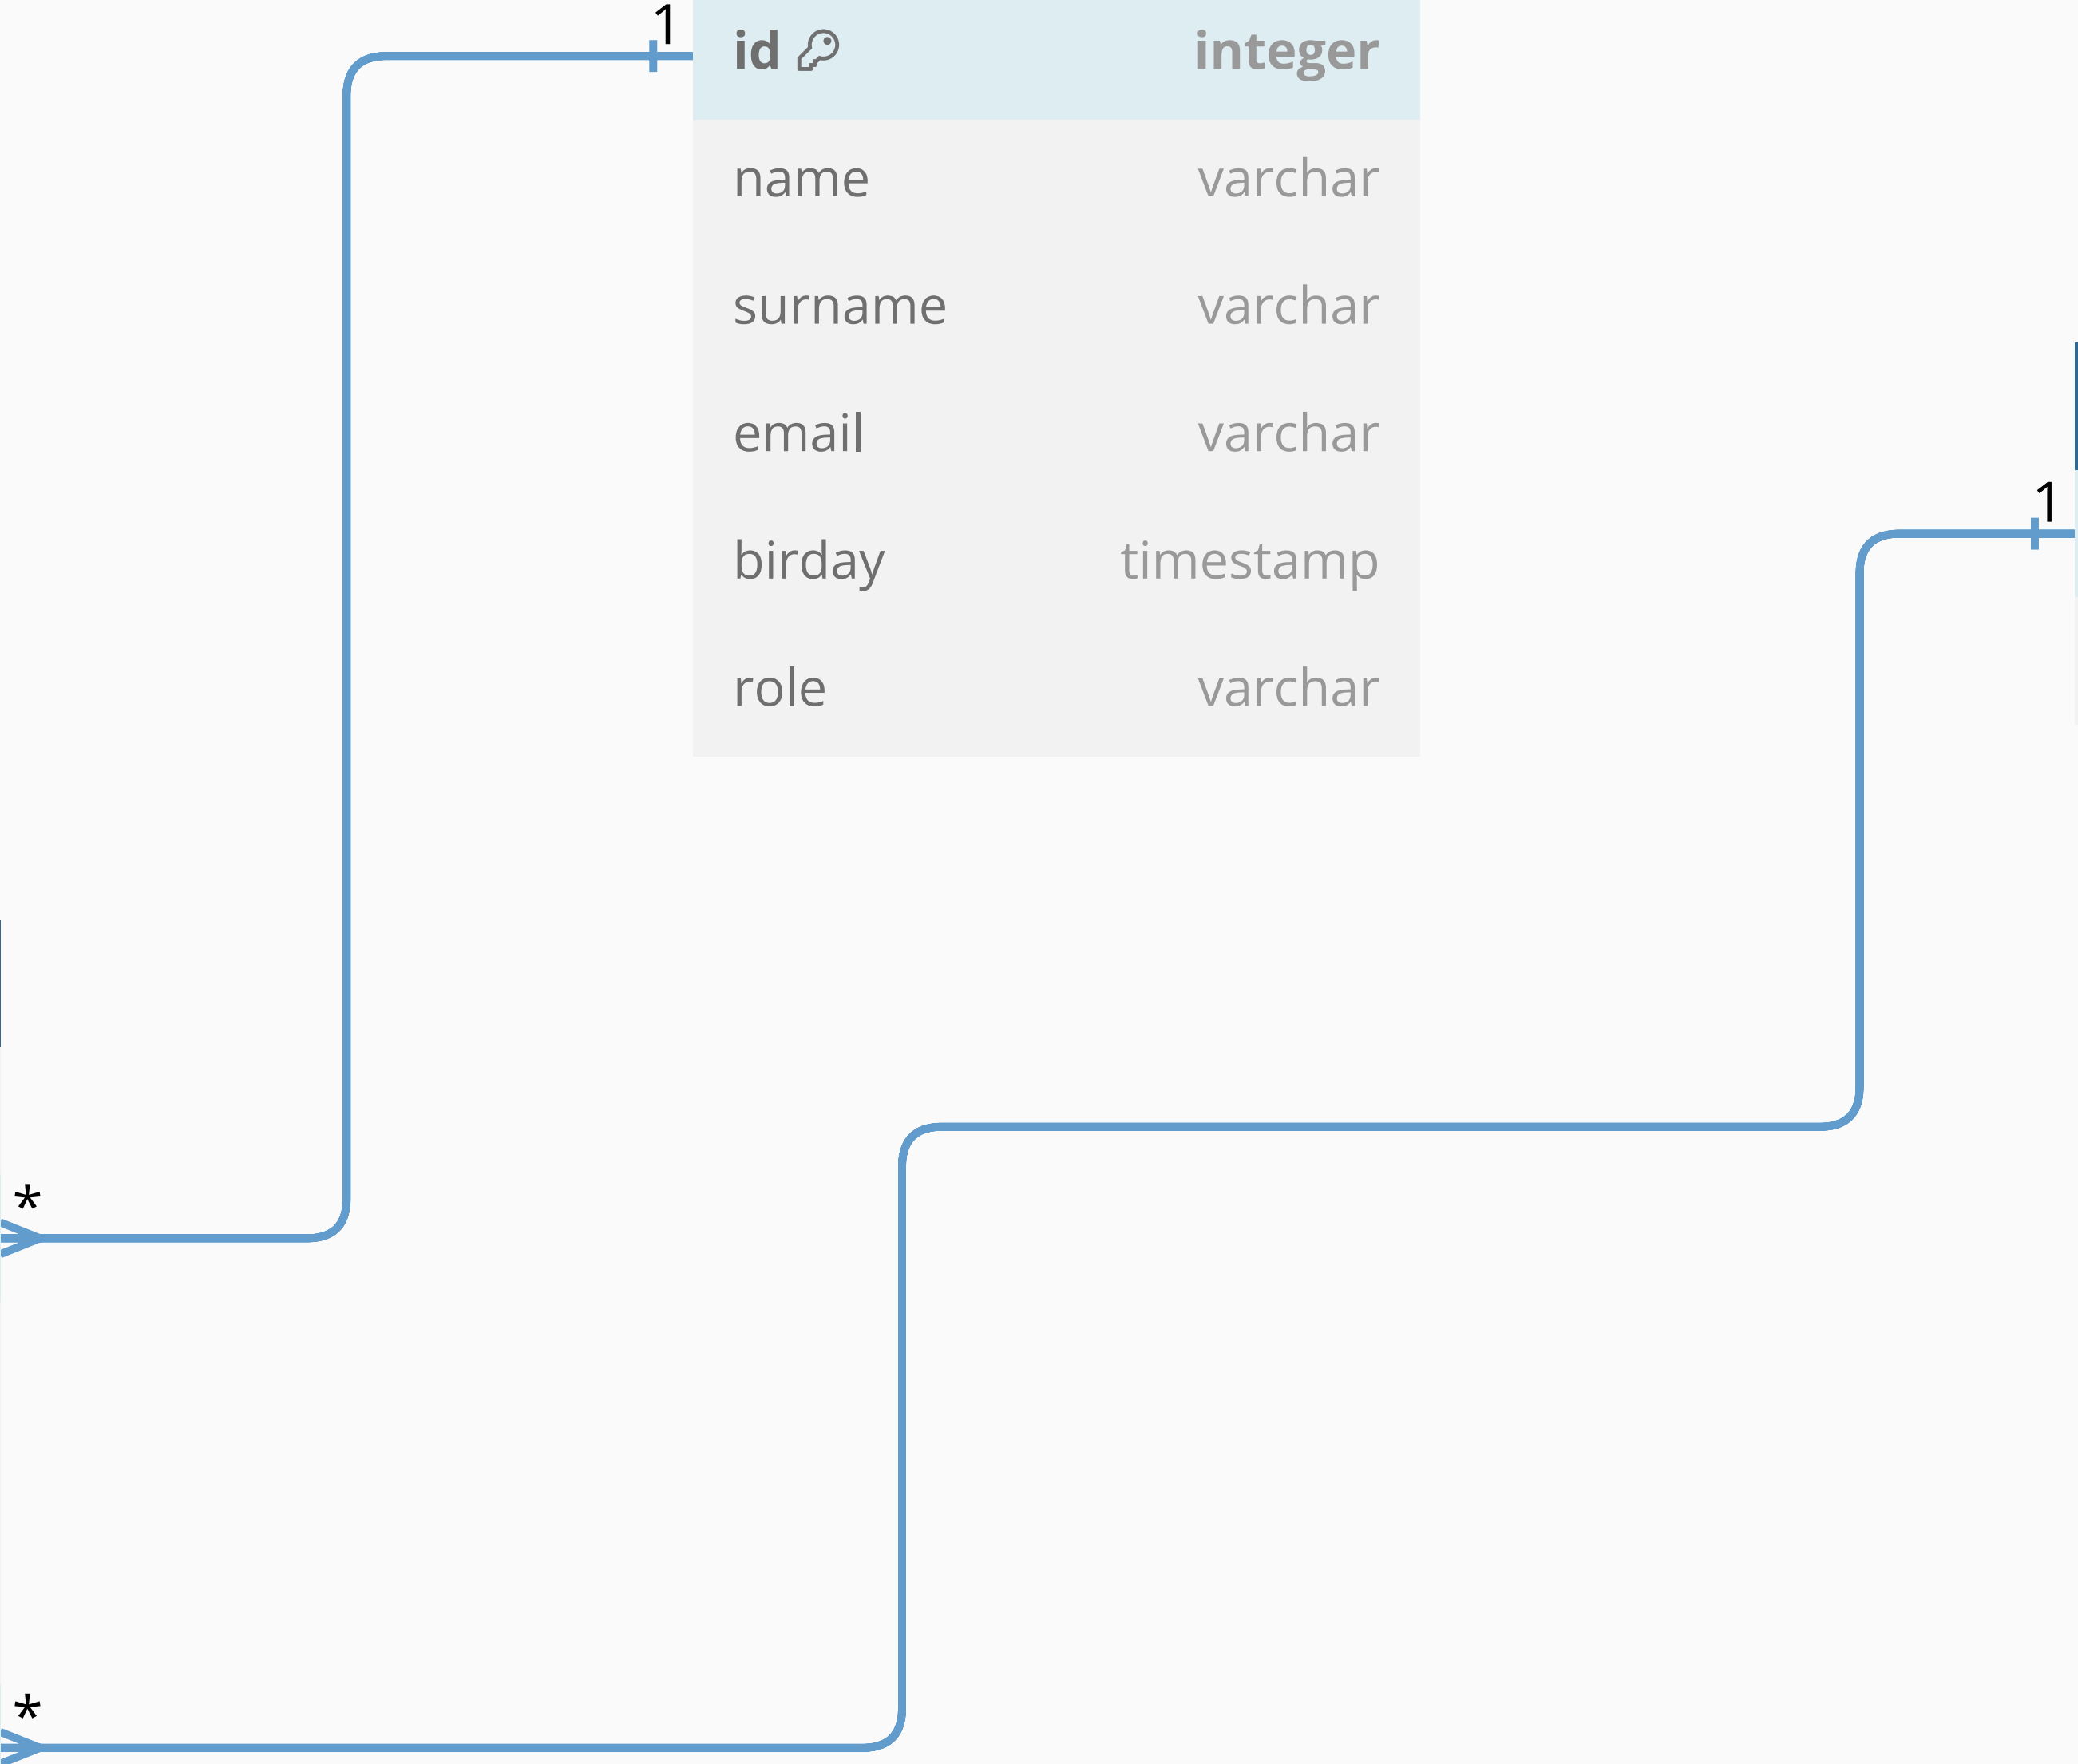 1
id integer
name varchar
surname varchar
email varchar
1
birday timestamp
role varchar
*
*